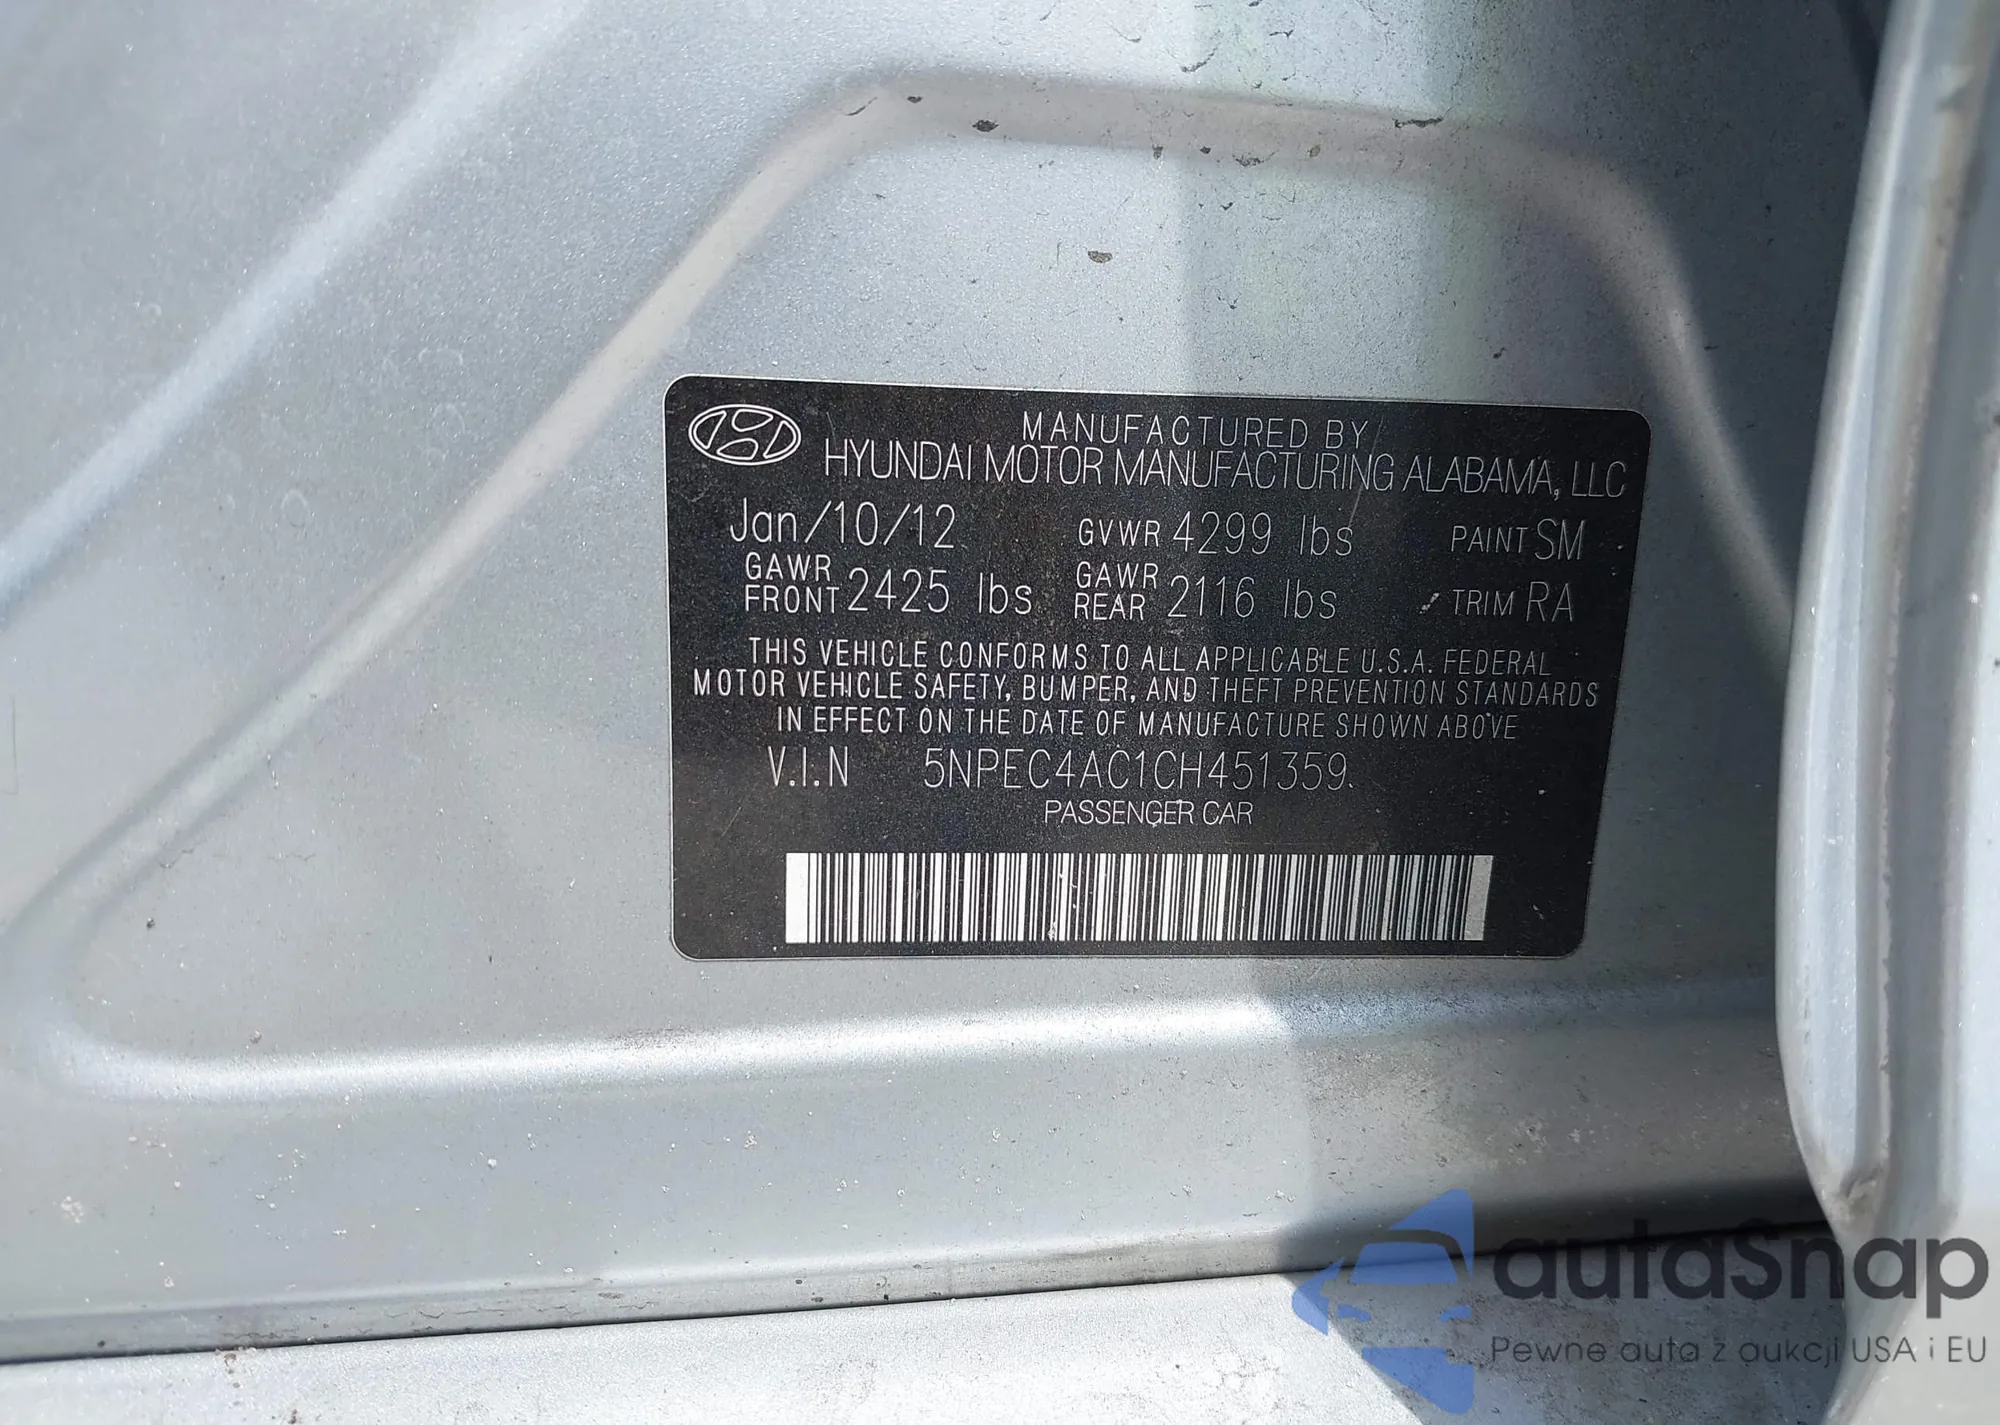 MANUFACTURED BY
HYUNDAI MOTOR MANUFACTURING ALABAMA, LLC
Jan/10/12 GVWR 4299 lbs PAINT SM
GAWR FRONT 2425 lbs GAWR REAR 2116 lbs TRIM RA
THIS VEHICLE CONFORMS TO ALL APPLICABLE U.S.A. FEDERAL
MOTOR VEHICLE SAFETY, BUMPER, AND THEFT PREVENTION STANDARDS
IN EFFECT ON THE DATE OF MANUFACTURE SHOWN ABOVE
V.I.N 5NPEC4AC1CH451359.
PASSENGER CAR
autaSnap
Pewne auta z aukcji USA i EU